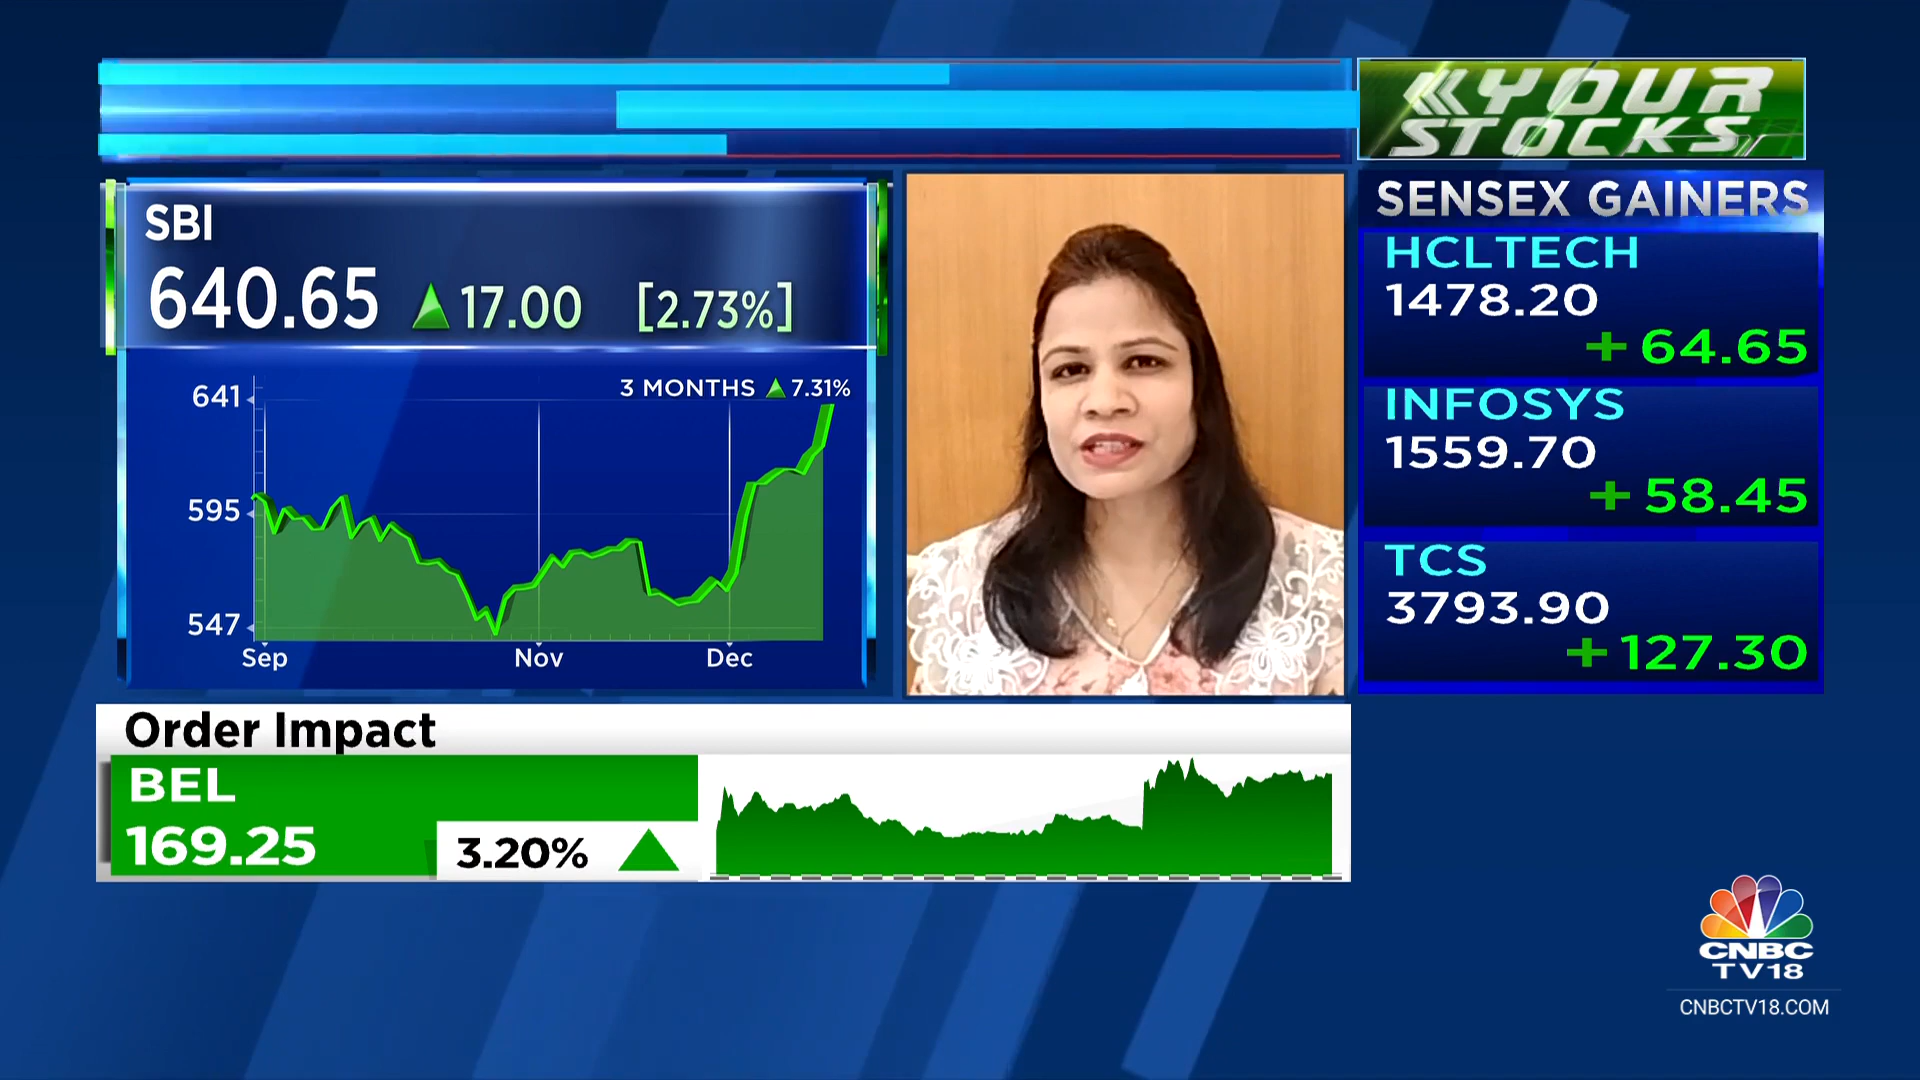 YOUR
STOCKS
SBI
640.65 ▲ 17.00 [2.73%]
3 MONTHS ▲ 7.31%
641
595
547
Sep Nov Dec
SENSEX GAINERS
HCLTECH
1478.20
+ 64.65
INFOSYS
1559.70
+ 58.45
TCS
3793.90
+ 127.30
Order Impact
BEL
169.25
3.20% ▲
CNBC
TV18
CNBCTV18.COM